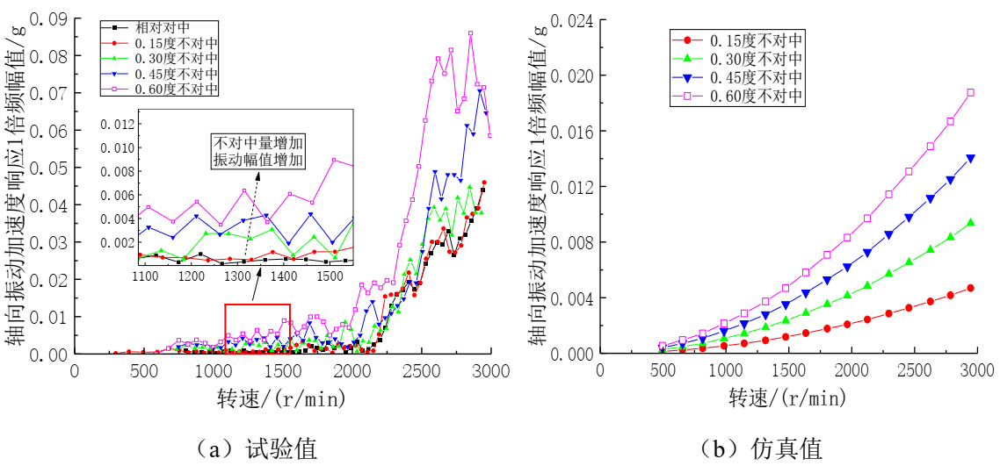 轴向振动加速度响应1倍频幅值/g
0.09
0.08
0.07
0.06
0.05
0.04
0.03
0.02
0.01
0.00
相对对中
0.15度不对中
0.30度不对中
0.45度不对中
0.60度不对中
0.012
0.010
0.008
0.006
0.004
0.002
不对中量增加
振动幅值增加
1100 1200 1300 1400 1500
0 500 1000 1500 2000 2500 3000
转速/(r/min)
(a) 试验值
轴向振动加速度响应1倍频幅值/g
0.024
0.020
0.016
0.012
0.008
0.004
0.000
0.15度不对中
0.30度不对中
0.45度不对中
0.60度不对中
0 500 1000 1500 2000 2500 3000
转速/(r/min)
(b) 仿真值